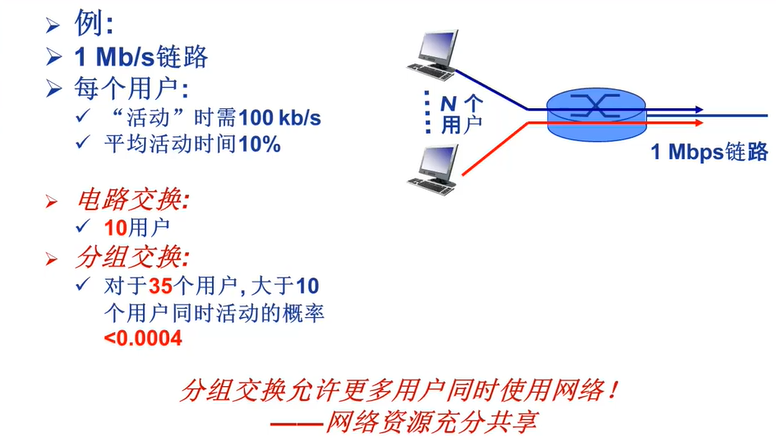 例:
1 Mb/s链路
每个用户:
“活动”时需100 kb/s
平均活动时间10%
电路交换:
10用户
分组交换:
对于35个用户, 大于10
个用户同时活动的概率
<0.0004
N 个
用户
1 Mbps链路
分组交换允许更多用户同时使用网络!
——网络资源充分共享